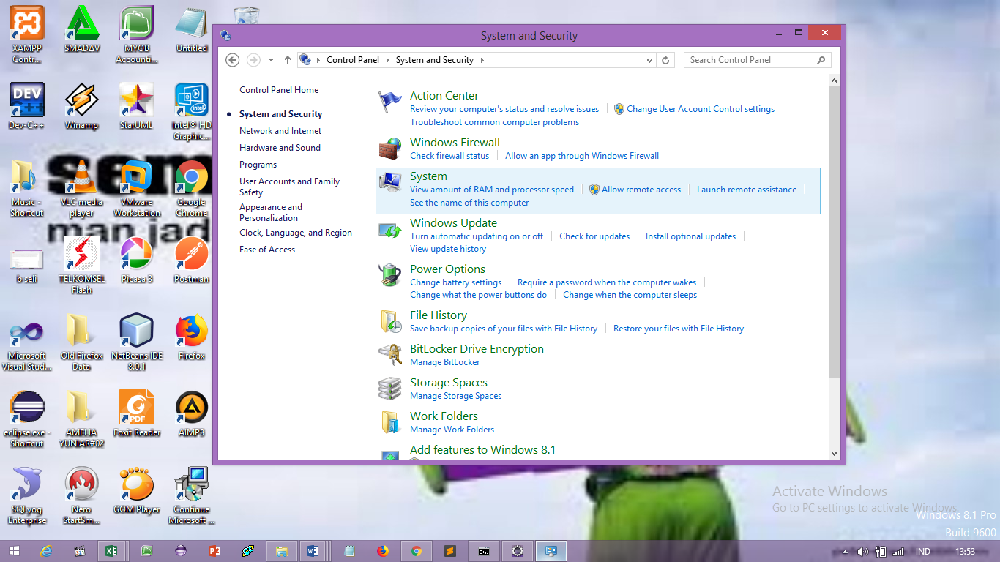 XAMPP
Contr...
SMADΔV
MYOB
Accounti...
Untitled
DEV
C++
Dev-C++
Winamp
StarUML
intel
Intel® HD
Graphic...
sem
man jad
Music -
Shortcut
VLC media
player
VMware
Workstation
Google
Chrome
b seli
TELKOMSEL
Flash
Picasa 3
Postman
Microsoft
Visual Stud...
Old Firefox
Data
NetBeans IDE
8.0.1
Firefox
eclipse.exe -
Shortcut
AMELIA
YUNIAR#02
PDF
Foxit Reader
AIMP3
SQLyog
Enterprise
Nero
StartSm...
GOM Player
Continue
Microsoft ...
System and Security
Control Panel
System and Security
Search Control Panel
Control Panel Home
System and Security
Network and Internet
Hardware and Sound
Programs
User Accounts and Family
Safety
Appearance and
Personalization
Clock, Language, and Region
Ease of Access
Action Center
Review your computer's status and resolve issues
Change User Account Control settings
Troubleshoot common computer problems
Windows Firewall
Check firewall status
Allow an app through Windows Firewall
System
View amount of RAM and processor speed
Allow remote access
Launch remote assistance
See the name of this computer
Windows Update
Turn automatic updating on or off
Check for updates
Install optional updates
View update history
Power Options
Change battery settings
Require a password when the computer wakes
Change what the power buttons do
Change when the computer sleeps
File History
Save backup copies of your files with File History
Restore your files with File History
BitLocker Drive Encryption
Manage BitLocker
Storage Spaces
Manage Storage Spaces
Work Folders
Manage Work Folders
Add features to Windows 8.1
Activate Windows
Go to PC settings to activate Windows.
Windows 8.1 Pro
Build 9600
IND
13:53